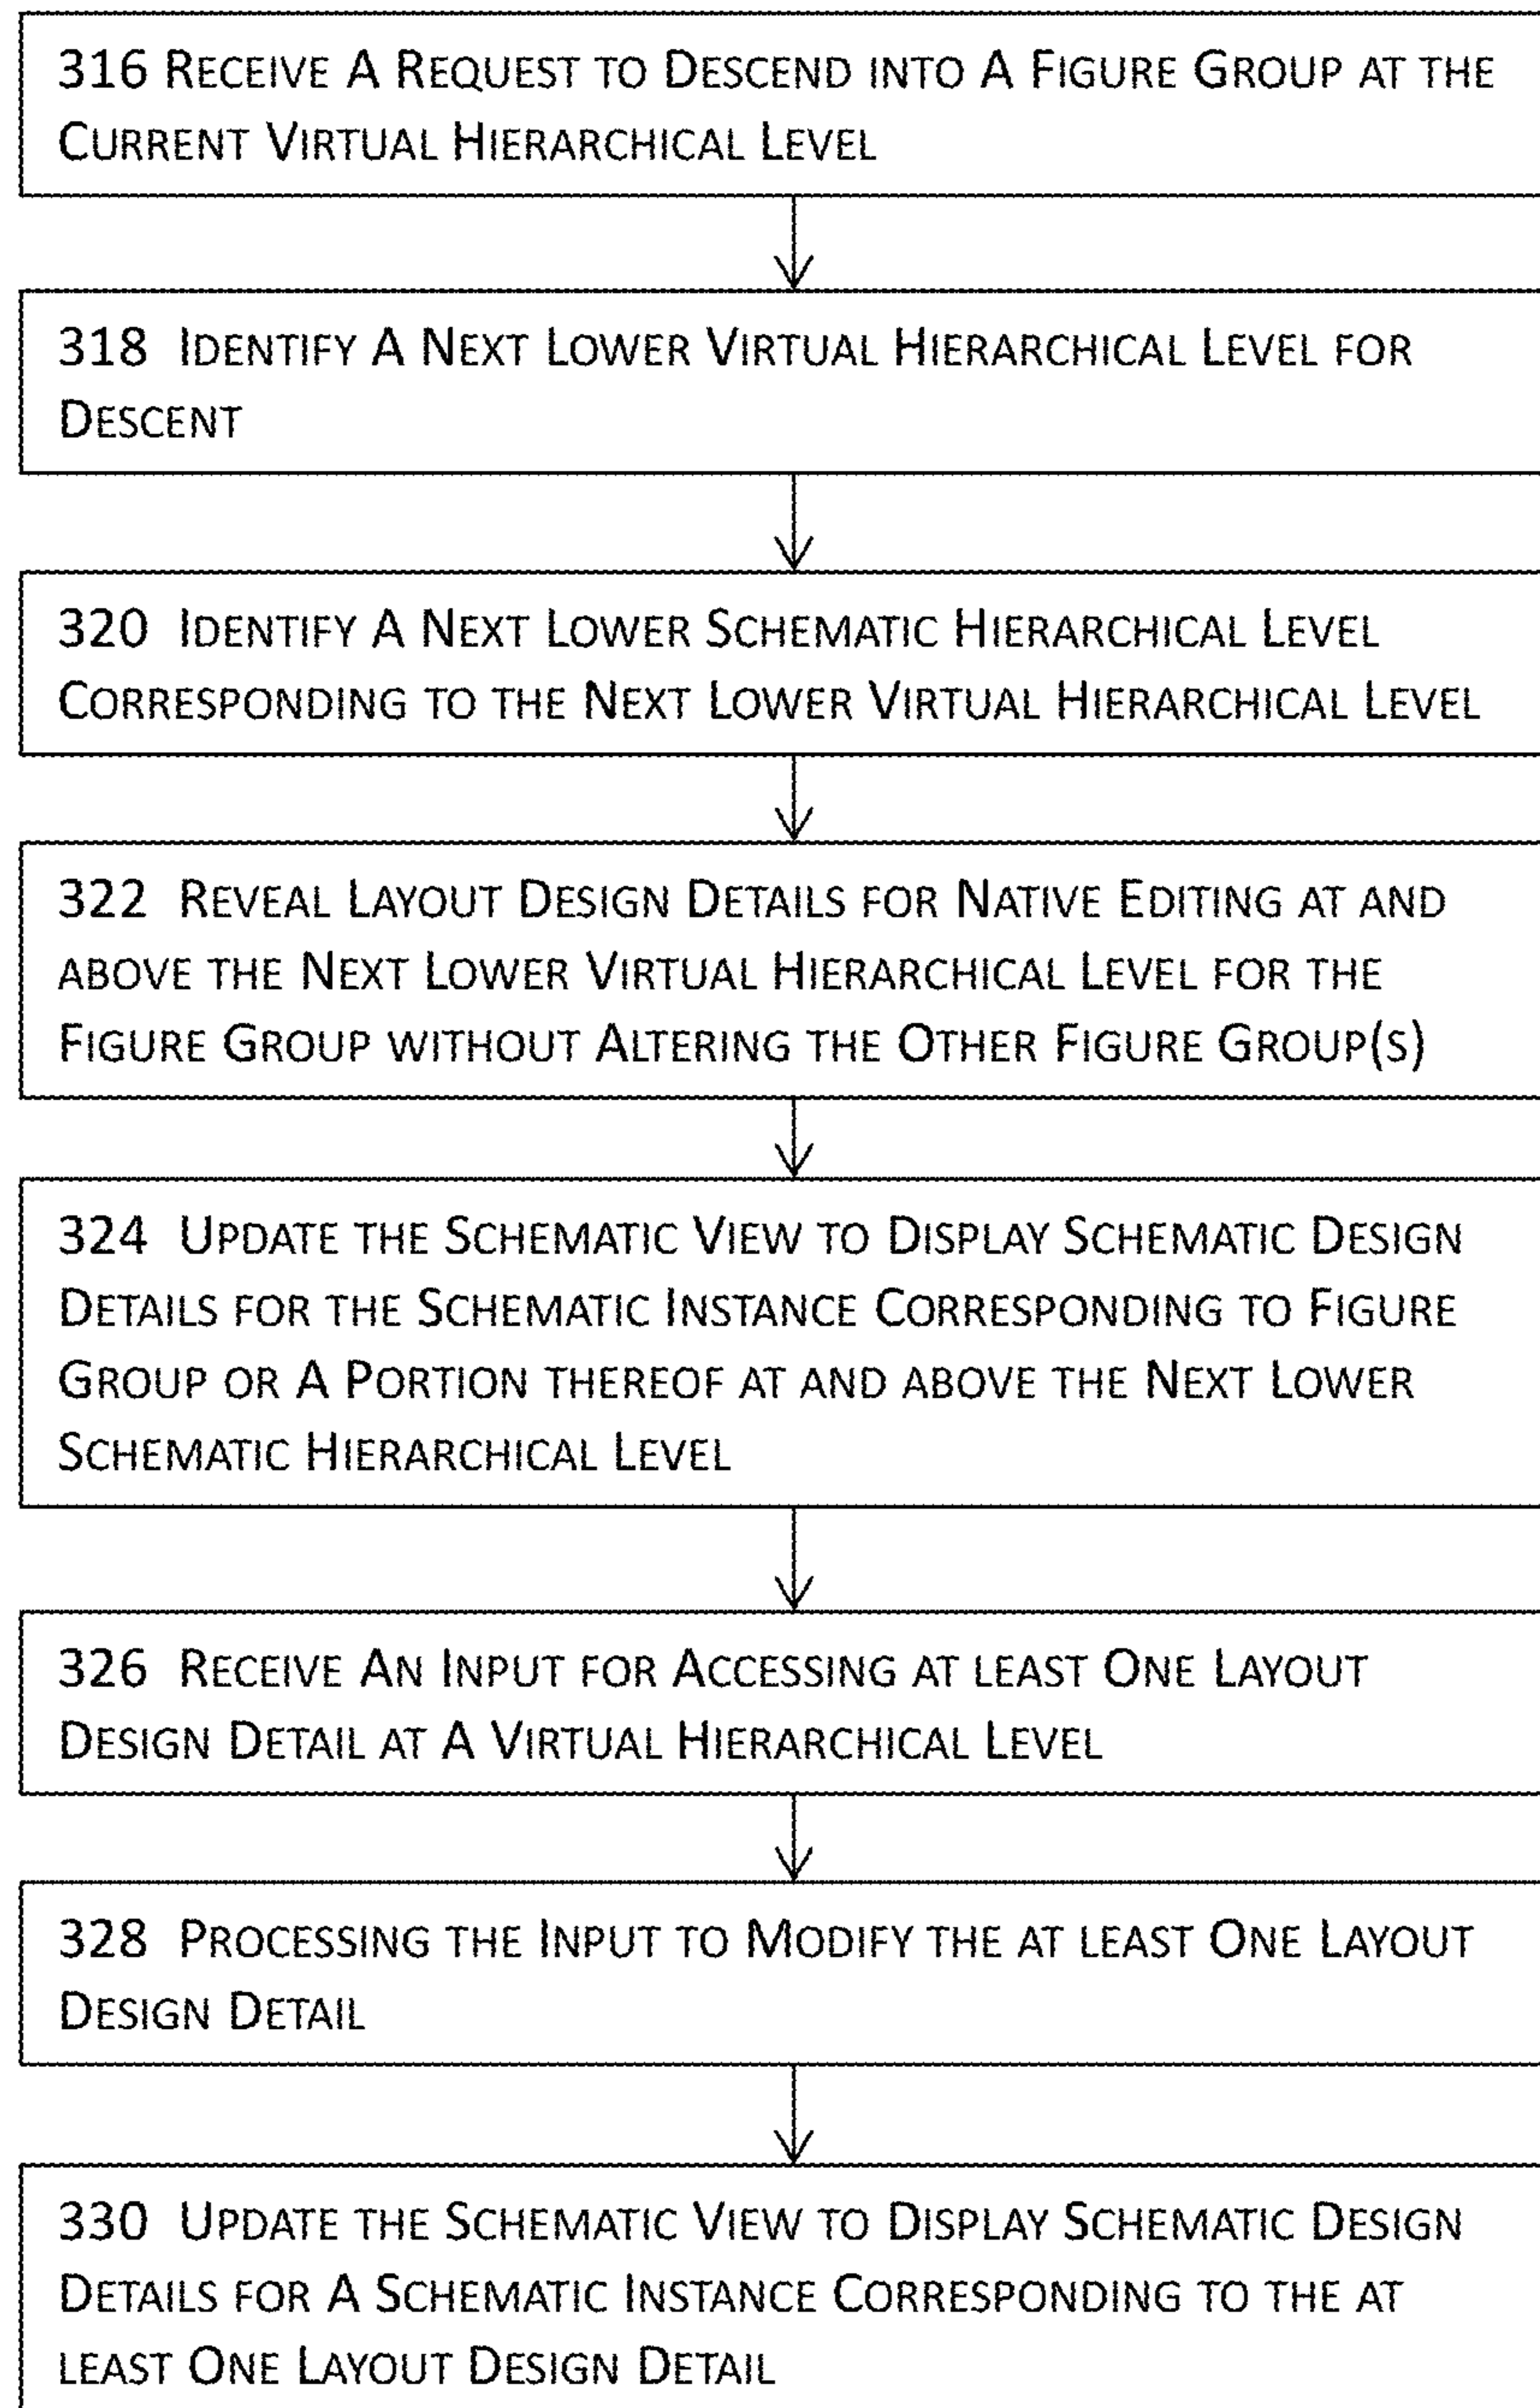 316 Receive A Request to Descend into A Figure Group at the
Current Virtual Hierarchical Level
318 Identify A Next Lower Virtual Hierarchical Level for
Descent
320 Identify A Next Lower Schematic Hierarchical Level
Corresponding to the Next Lower Virtual Hierarchical Level
322 Reveal Layout Design Details for Native Editing at and
above the Next Lower Virtual Hierarchical Level for the
Figure Group without Altering the Other Figure Group(s)
324 Update the Schematic View to Display Schematic Design
Details for the Schematic Instance Corresponding to Figure
Group or A Portion thereof at and above the Next Lower
Schematic Hierarchical Level
326 Receive An Input for Accessing at least One Layout
Design Detail at A Virtual Hierarchical Level
328 Processing the Input to Modify the at least One Layout
Design Detail
330 Update the Schematic View to Display Schematic Design
Details for A Schematic Instance Corresponding to the at
least One Layout Design Detail